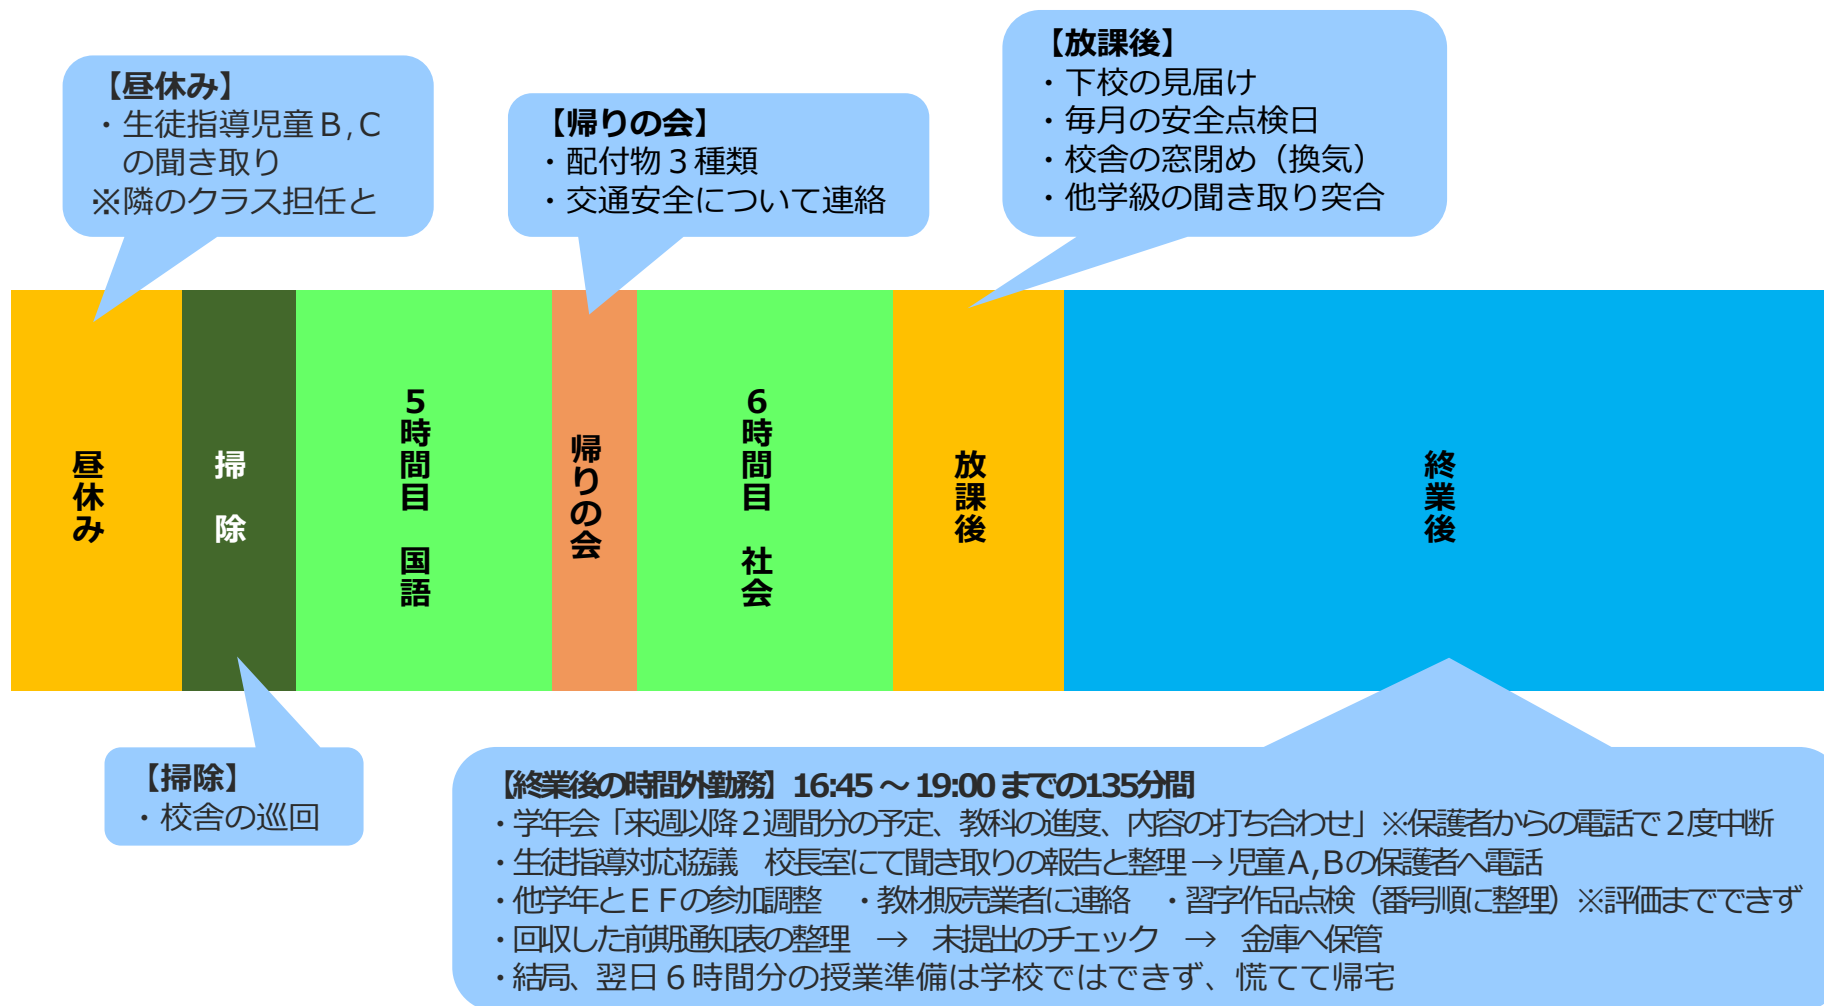 【昼休み】
・生徒指導児童Ｂ,Ｃ
の聞き取り
※隣のクラス担任と
【帰りの会】
・配付物３種類
・交通安全について連絡
【放課後】
・下校の見届け
・毎月の安全点検日
・校舎の窓閉め（換気）
・他学級の聞き取り突合
昼休み
掃　除
５時間目　国語
帰りの会
６時間目　社会
放課後
終業後
【掃除】
・校舎の巡回
【終業後の時間外勤務】16:45 ～ 19:00 までの135分間
・学年会「来週以降２週間分の予定、教科の進度、内容の打ち合わせ」※保護者からの電話で２度中断
・生徒指導対応協議　校長室にて聞き取りの報告と整理 → 児童Ａ,Ｂの保護者へ電話
・他学年とＥＦの参加調整　・教材販売業者に連絡　・習字作品点検（番号順に整理）※評価までできず
・回収した前期通知表の整理　→　未提出のチェック　→　金庫へ保管
・結局、翌日６時間分の授業準備は学校ではできず、慌てて帰宅